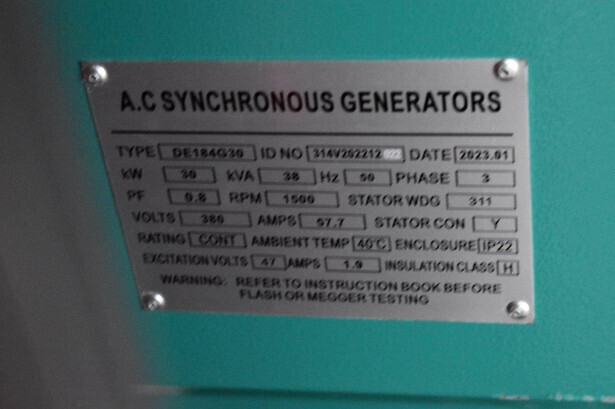 A.C SYNCHRONOUS GENERATORS
TYPE DE184G30 ID NO 314V202212 DATE 2023.01
kW 30 kVA 38 Hz 50 PHASE 3
PF 0.8 RPM 1500 STATOR WDG 311
VOLTS 380 AMPS 57.7 STATOR CON Y
RATING CONT AMBIENT TEMP 40°C ENCLOSURE IP22
EXCITATION VOLTS 47 AMPS 1.9 INSULATION CLASS H
WARNING: REFER TO INSTRUCTION BOOK BEFORE
FLASH OR MEGGER TESTING